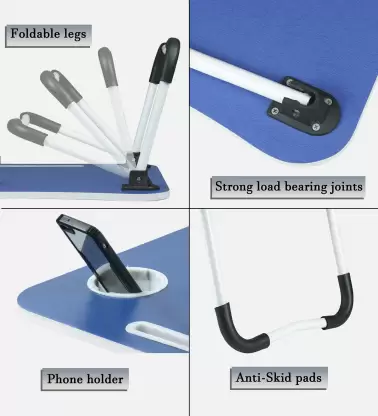 Foldable legs
Strong load bearing joints
Phone holder
Anti-Skid pads